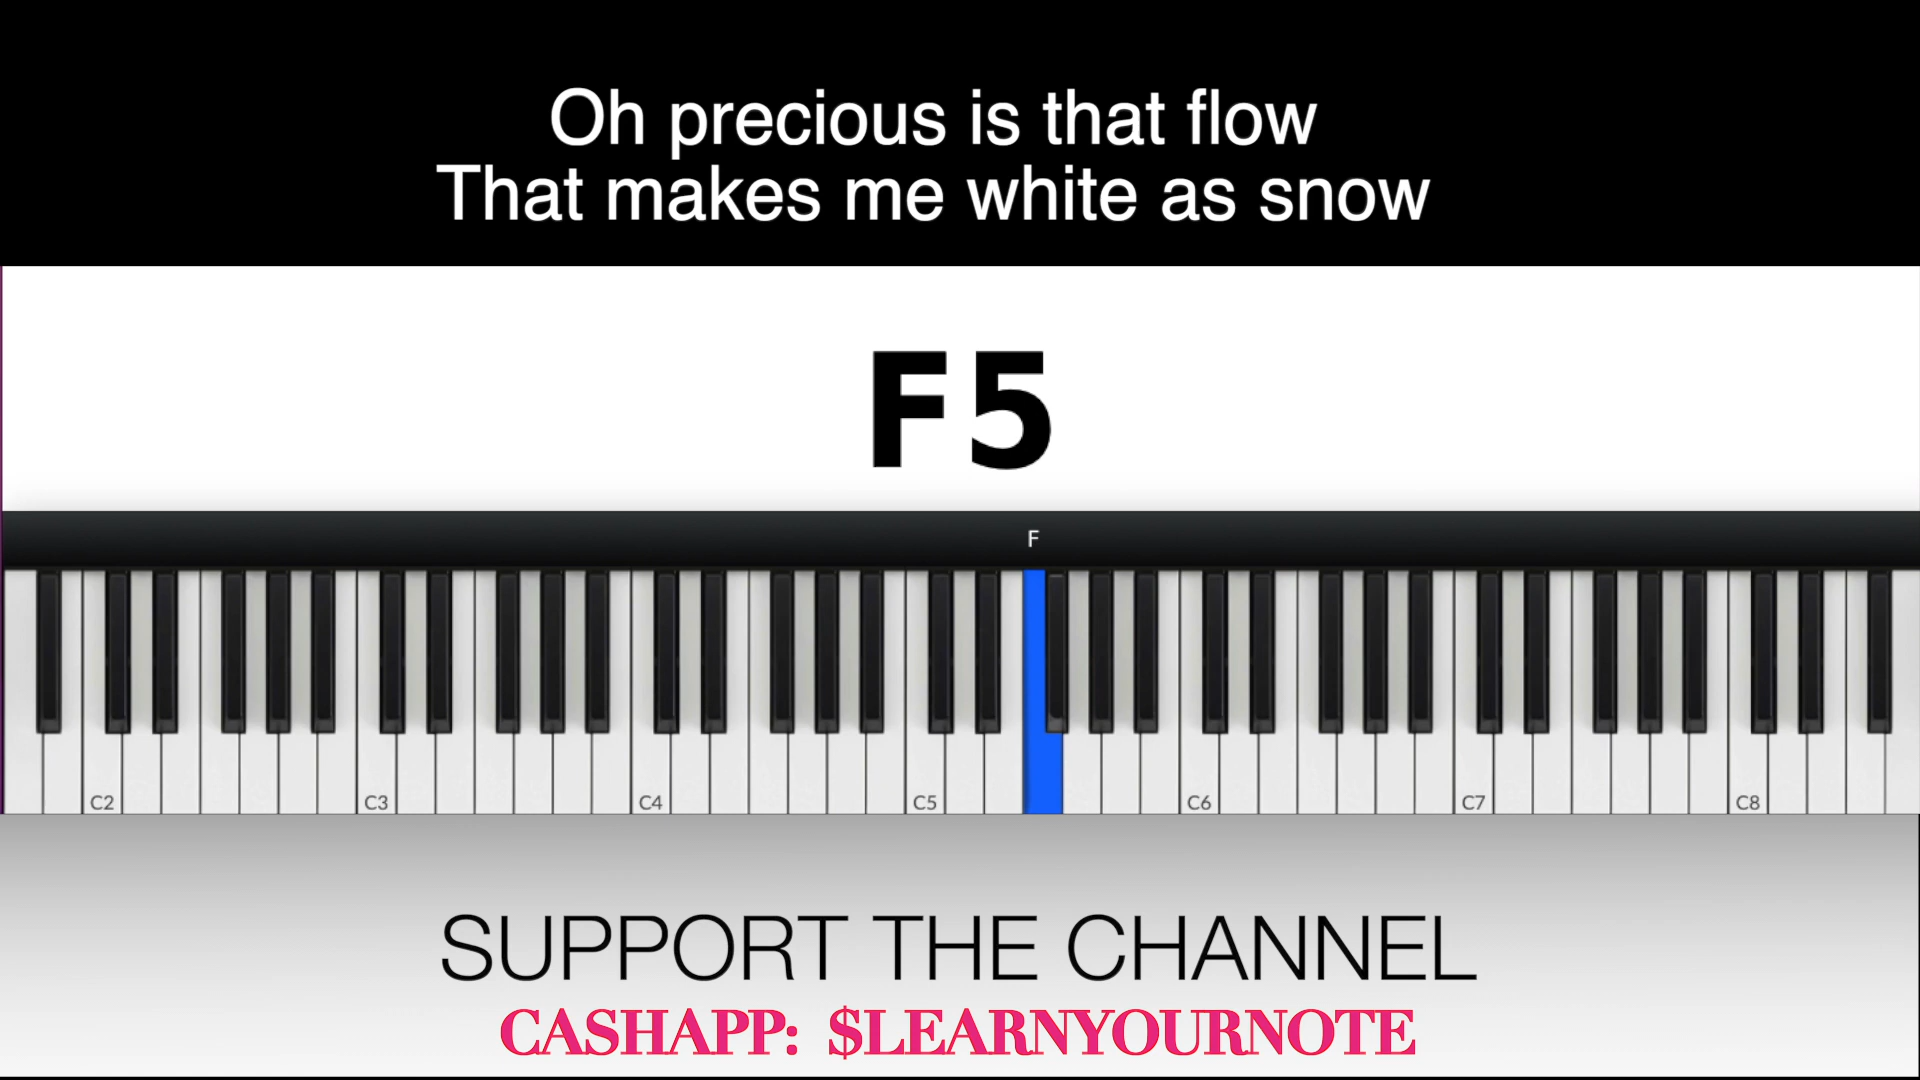 Oh precious is that flow
That makes me white as snow
F5
F
C2 C3 C4 C5 C6 C7 C8
SUPPORT THE CHANNEL
CASHAPP: $LEARNYOURNOTE